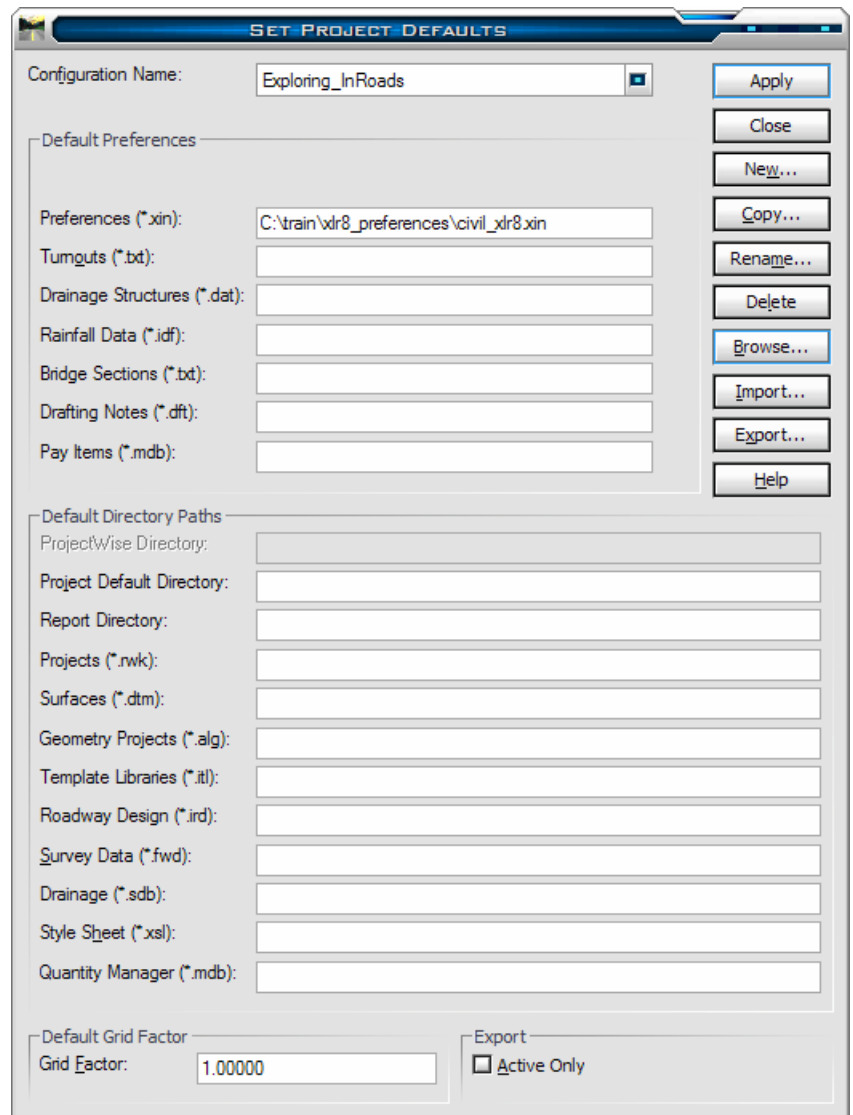 SET PROJECT DEFAULTS
Configuration Name: Exploring_InRoads
Apply
Close
New...
Copy...
Rename...
Delete
Browse...
Import...
Export...
Help
Default Preferences
Preferences (*.xin): C:\train\xlr8_preferences\civil_xlr8.xin
Turnouts (*.txt):
Drainage Structures (*.dat):
Rainfall Data (*.idf):
Bridge Sections (*.txt):
Drafting Notes (*.dft):
Pay Items (*.mdb):
Default Directory Paths
ProjectWise Directory:
Project Default Directory:
Report Directory:
Projects (*.rwk):
Surfaces (*.dtm):
Geometry Projects (*.alg):
Template Libraries (*.itl):
Roadway Design (*.ird):
Survey Data (*.fwd):
Drainage (*.sdb):
Style Sheet (*.xsl):
Quantity Manager (*.mdb):
Default Grid Factor
Grid Factor: 1.00000
Export
Active Only